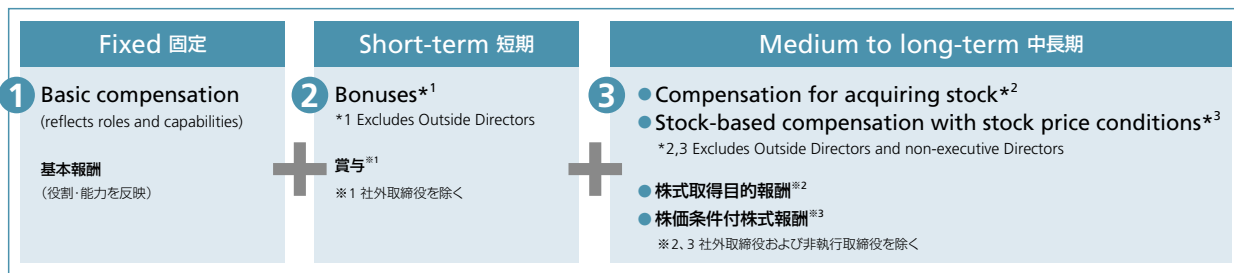 Fixed 固定
1 Basic compensation
(reflects roles and capabilities)
基本報酬
(役割・能力を反映)
Short-term 短期
2 Bonuses*1
*1 Excludes Outside Directors
賞与※1
※1 社外取締役を除く
Medium to long-term 中長期
3 ●Compensation for acquiring stock*2
●Stock-based compensation with stock price conditions*3
*2,3 Excludes Outside Directors and non-executive Directors
●株式取得目的報酬※2
●株価条件付株式報酬※3
※2、3 社外取締役および非執行取締役を除く